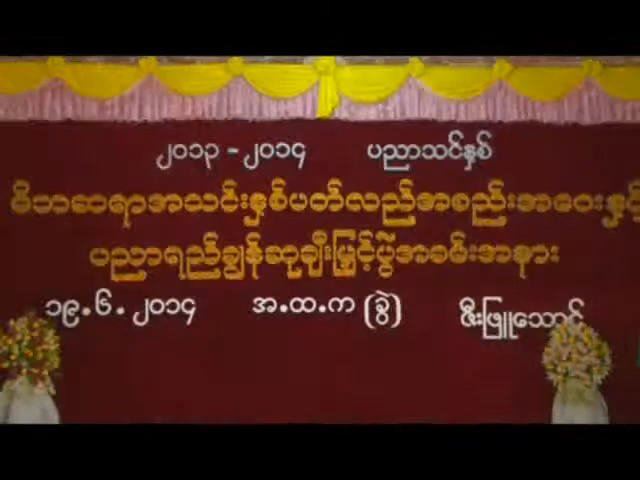 ၂၀၁၃ - ၂၀၁၄ ပညာသင်နှစ်
မိဘဆရာအသင်းနှစ်ပတ်လည်အစည်းအဝေးနှင့်
ပညာရည်ချွန်ဆုချီးမြှင့်ပွဲအခမ်းအနား
၁၉.၆.၂၀၁၄ အ.ထ.က (ခွဲ) ဇီးဖြူသောင်